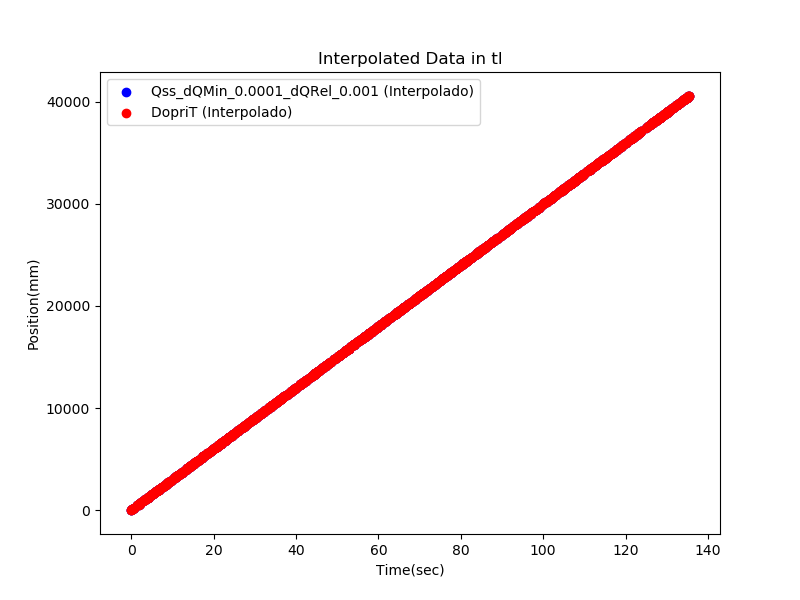 Interpolated Data in tl
Qss_dQMin_0.0001_dQRel_0.001 (Interpolado)
DopriT (Interpolado)
40000
30000
20000
10000
0
Position(mm)
0 20 40 60 80 100 120 140
Time(sec)